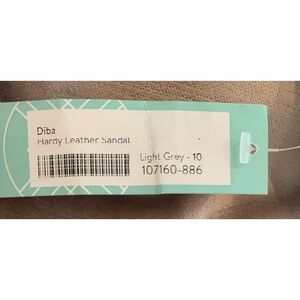 Diba
Hardy Leather Sandal
Light Grey - 10
107160-886